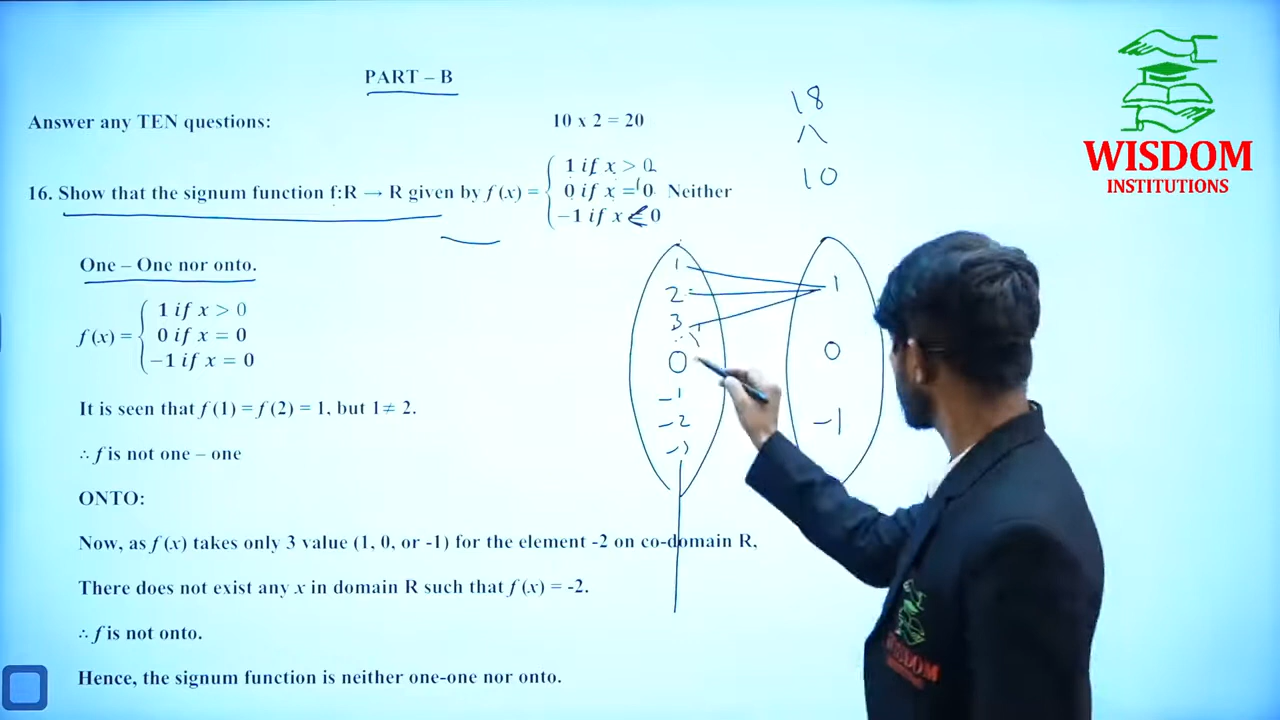 PART – B
Answer any TEN questions:
10 x 2 = 20
18
10
16. Show that the signum function f:R → R given by f (x) = { 1 if x > 0
0 if x = 0 Neither
−1 if x < 0
One – One nor onto.
f (x) = { 1 if x > 0
0 if x = 0
−1 if x = 0
It is seen that f (1) = f (2) = 1, but 1 ≠ 2.
∴ f is not one – one
ONTO:
Now, as f (x) takes only 3 value (1, 0, or -1) for the element -2 on co-domain R,
There does not exist any x in domain R such that f (x) = -2.
∴ f is not onto.
Hence, the signum function is neither one-one nor onto.
1
2
3
0
-1
-2
-3
1
0
-1
WISDOM
INSTITUTIONS
WISDOM